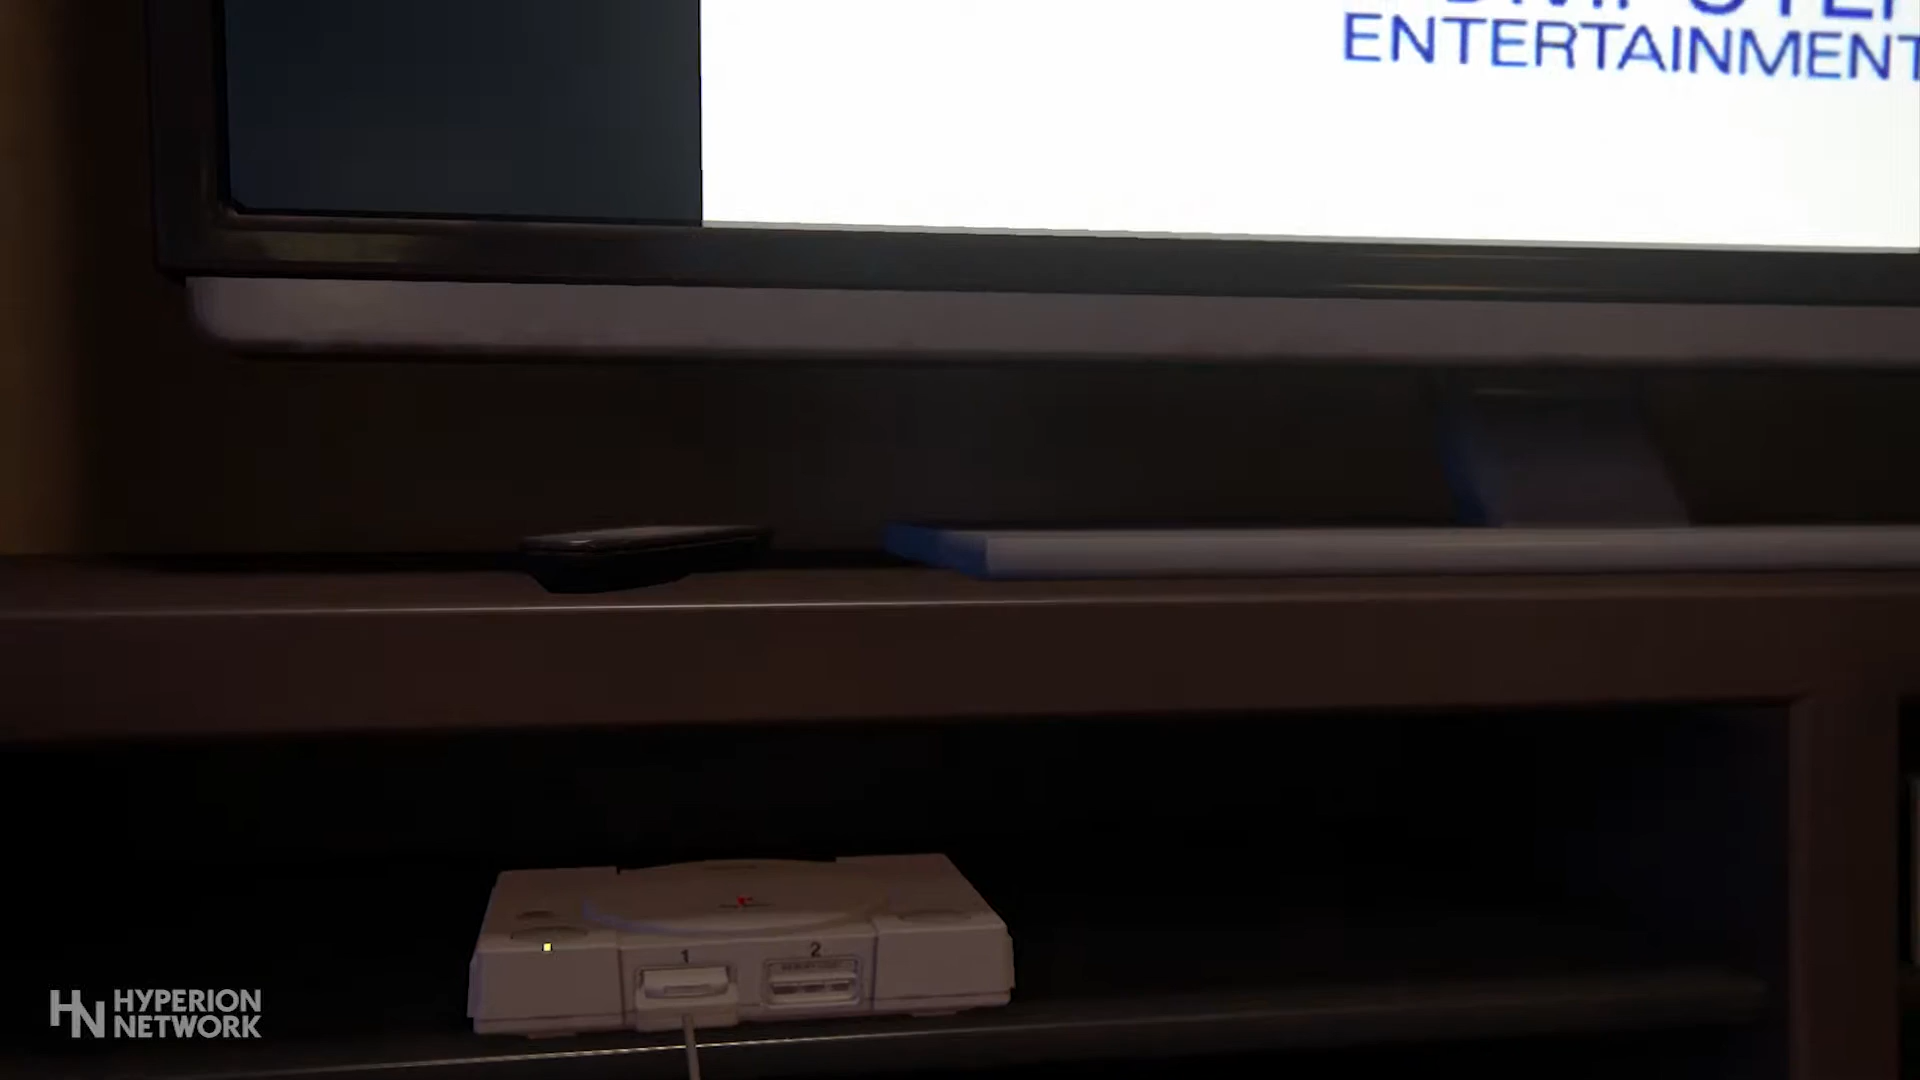 ENTERTAINMENT
1
2
HYPERION
NETWORK